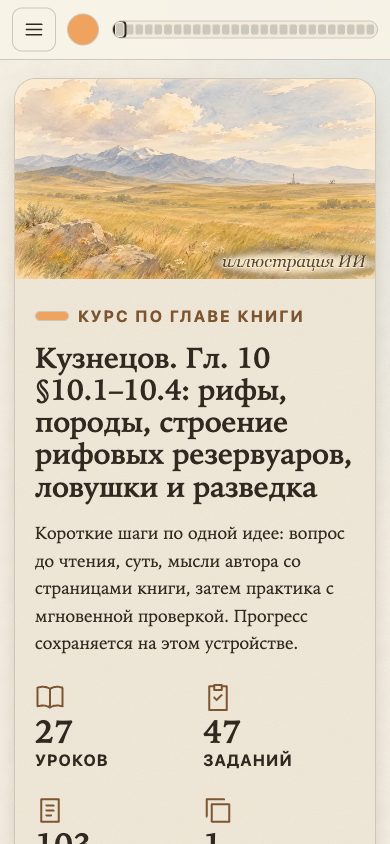 иллюстрация ИИ
КУРС ПО ГЛАВЕ КНИГИ
Кузнецов. Гл. 10
§10.1–10.4: рифы,
породы, строение
рифовых резервуаров,
ловушки и разведка
Короткие шаги по одной идее: вопрос
до чтения, суть, мысли автора со
страницами книги, затем практика с
мгновенной проверкой. Прогресс
сохраняется на этом устройстве.
27 47
УРОКОВ ЗАДАНИЙ